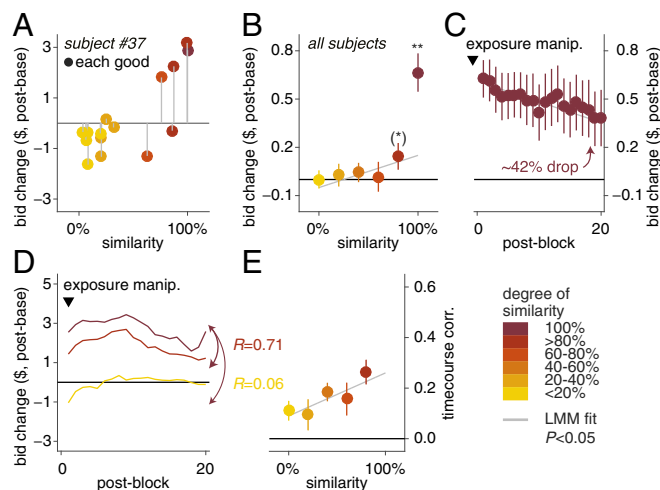 A
subject #37
each good
bid change ($, post-base)
3
1
-1
-3
0%
100%
similarity
B
all subjects
**
(*)
bid change ($, post-base)
0.8
0.5
-0.1
0%
100%
similarity
C
exposure manip.
~42% drop
0.8
0.5
-0.1
bid change ($, post-base)
0
20
post-block
D
exposure manip.
bid change ($, post-base)
5
3
1
-1
-3
R=0.71
R=0.06
0
20
post-block
E
0.6
0.4
0.2
0.0
timecourse corr.
0%
100%
similarity
degree of
similarity
100%
>80%
60-80%
40-60%
20-40%
<20%
LMM fit
P<0.05